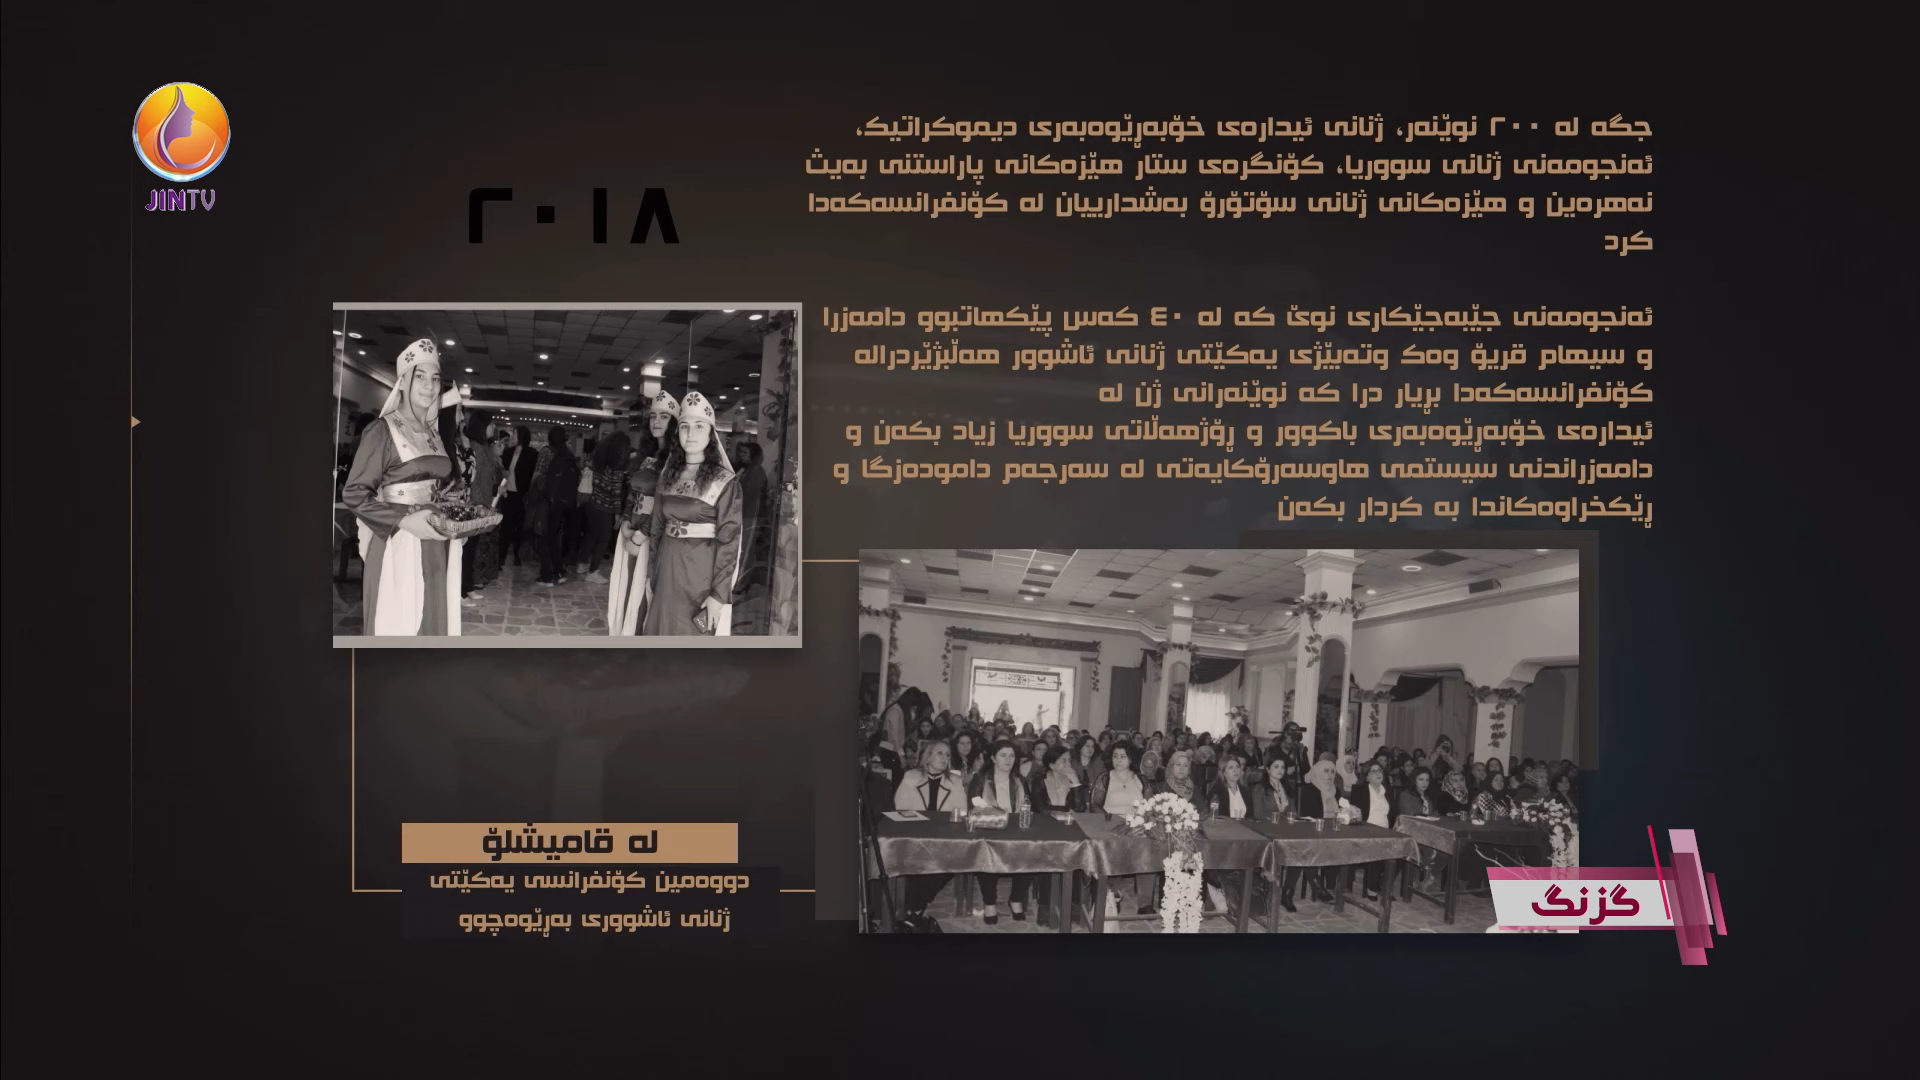 JINTV
٢٠١٨
جگە لە ٢٠٠ نوێنەر، ژنانی ئیدارەی خۆبەڕێوەبەری دیموکراتیک،
ئەنجومەنی ژنانی سووریا، کۆنگرەی ستار هێزەکانی پاراستنی بەیث
نەهرەین و هێزەکانی ژنانی سۆتۆرۆ بەشدارییان لە کۆنفرانسەکەدا
کرد
ئەنجومەنی جێبەجێکاری نوێ کە لە ٤٠ کەس پێکهاتبوو دامەزرا
و سیهام قریۆ وەک وتەبێژی یەکێتی ژنانی ئاشوور هەڵبژێردرالە
کۆنفرانسەکەدا بڕیار درا کە نوێنەرانی ژن لە
ئیدارەی خۆبەڕێوەبەری باکوور و ڕۆژهەڵاتی سووریا زیاد بکەن و
دامەزراندنی سیستمی هاوسەرۆکایەتی لە سەرجەم دامودەزگا و
ڕێکخراوەکاندا بە کردار بکەن
لە قامیشلۆ
دووەمین کۆنفرانسی یەکێتی
ژنانی ئاشووری بەڕێوەچوو
گزنگ